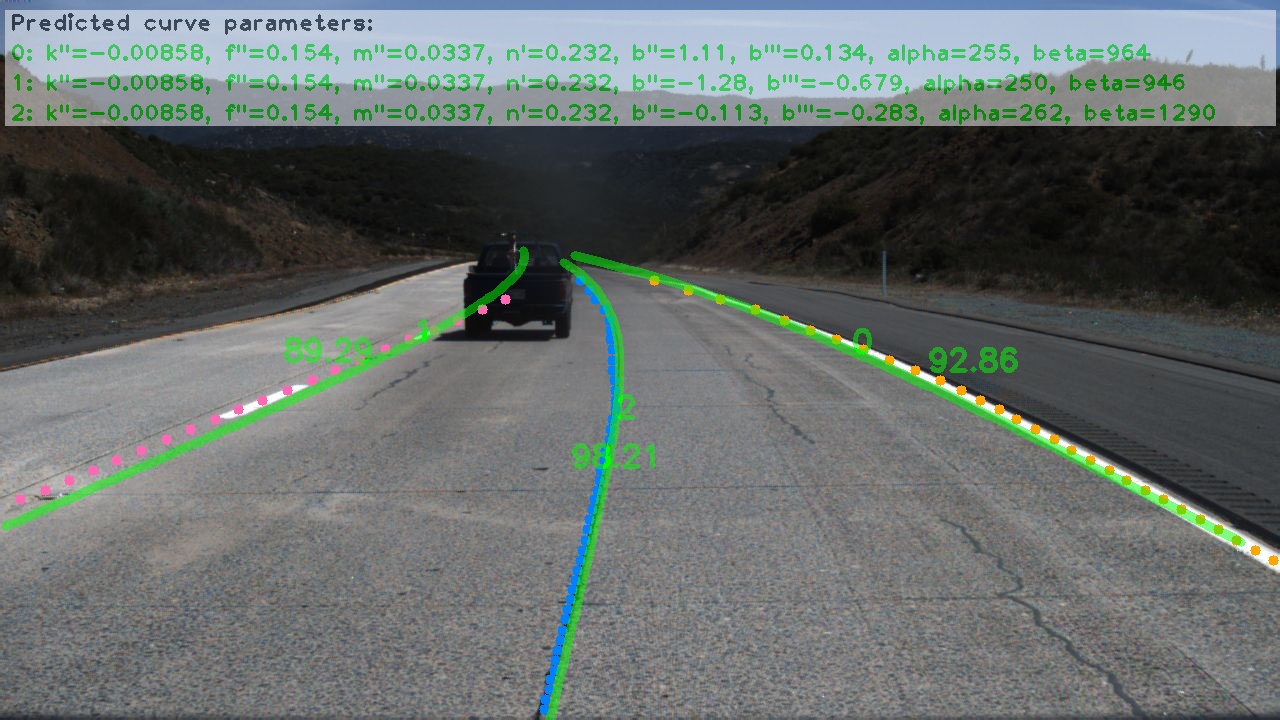 Predicted curve parameters:
0: k''=-0.00858, f''=0.154, m''=0.0337, n'=0.232, b''=1.11, b'''=0.134, alpha=255, beta=964
1: k''=-0.00858, f''=0.154, m''=0.0337, n'=0.232, b''=-1.28, b'''=-0.679, alpha=250, beta=946
2: k''=-0.00858, f''=0.154, m''=0.0337, n'=0.232, b''=-0.113, b'''=-0.283, alpha=262, beta=1290
1
0
89.29
92.86
2
98.21